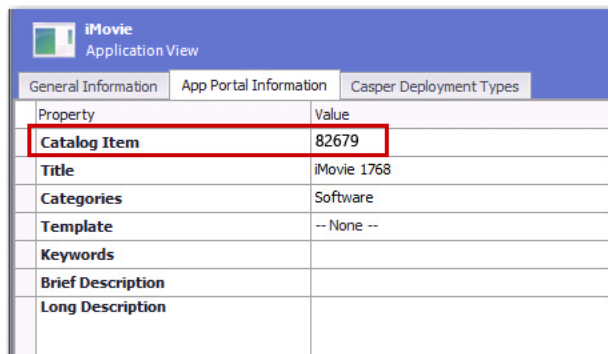 iMovie
Application View
General Information App Portal Information Casper Deployment Types
Property Value
Catalog Item 82679
Title iMovie 1768
Categories Software
Template -- None --
Keywords
Brief Description
Long Description